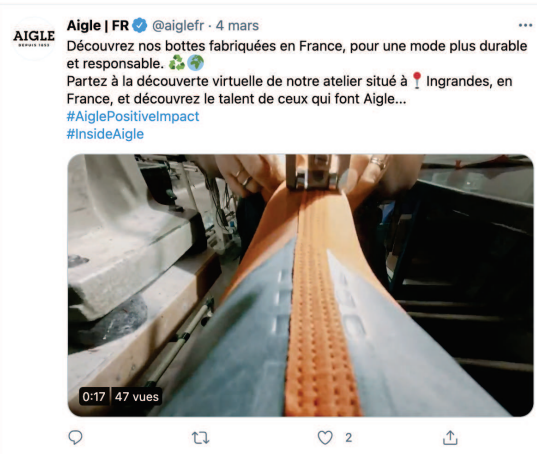 AIGLE
DEPUIS 1853
Aigle | FR @aiglefr · 4 mars
Découvrez nos bottes fabriquées en France, pour une mode plus durable
et responsable. ♻️🌍
Partez à la découverte virtuelle de notre atelier situé à 📍 Ingrandes, en
France, et découvrez le talent de ceux qui font Aigle...
#AiglePositiveImpact
#InsideAigle
0:17 47 vues
2